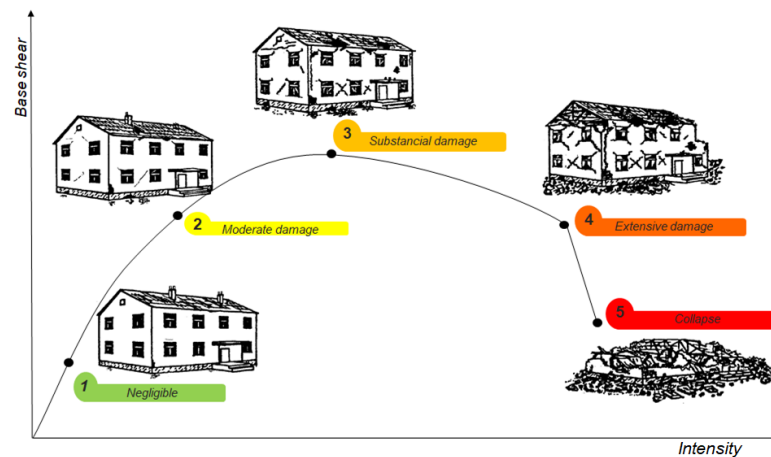 Base shear
3
Substancial damage
2
Moderate damage
4
Extensive damage
5
Collapse
1
Negligible
Intensity